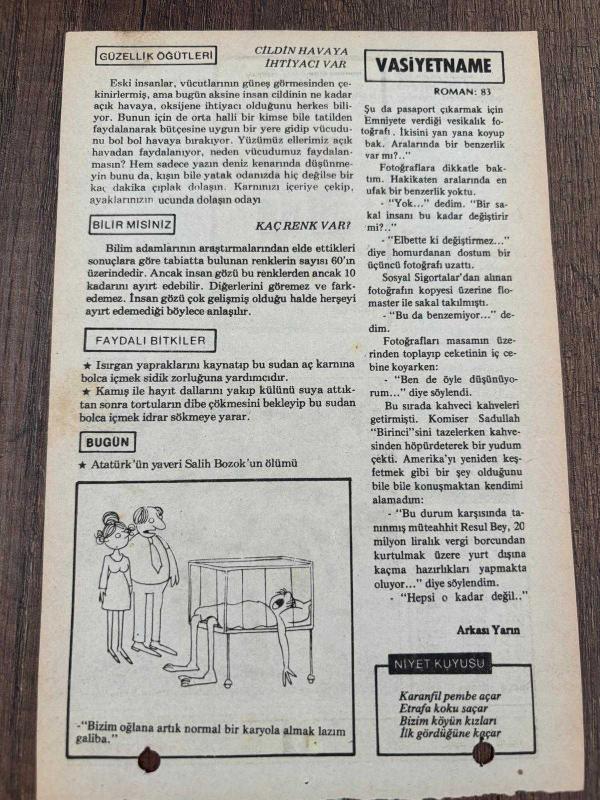 GÜZELLİK ÖĞÜTLERİ
CİLDİN HAVAYA
İHTİYACI VAR
Eski insanlar, vücutlarının güneş görmesinden çe-
kinirlermiş, ama bugün aksine insan cildinin ne kadar
açık havaya, oksijene ihtiyacı olduğunu herkes bili-
yor. Bunun için de orta halli bir kimse bile tatilden
faydalanarak bütçesine uygun bir yere gidip vücudu-
nu bol bol havaya bırakıyor. Yüzümüz ellerimiz açık
havadan faydalanıyor, neden vücudumuz faydalan-
masın? Hem sadece yazın deniz kenarında düşünme-
yin bunu da, kışın bile yatak odanızda hiç değilse bir
kaç dakika çıplak dolaşın. Karnınızı içeriye çekip,
ayaklarınızın ucunda dolaşın odayı
BİLİR MİSİNİZ
KAÇ RENK VAR?
Bilim adamlarının araştırmalarından elde ettikleri
sonuçlara göre tabiatta bulunan renklerin sayısı 60'ın
üzerindedir. Ancak insan gözü bu renklerden ancak 10
kadarını ayırt edebilir. Diğerlerini göremez ve fark-
edemez. İnsan gözü çok gelişmiş olduğu halde herşeyi
ayırt edemediği böylece anlaşılır.
FAYDALI BİTKİLER
★ Isırgan yapraklarını kaynatıp bu sudan aç karnına
bolca içmek sidik zorluğuna yardımcıdır.
★ Kamış ile hayıt dallarını yakıp külünü suya attık-
tan sonra tortuların dibe çökmesini bekleyip bu sudan
bolca içmek idrar sökmeye yarar.
BUGÜN
★ Atatürk'ün yaveri Salih Bozok'un ölümü
-"Bizim oğlana artık normal bir karyola almak lazım
galiba."
VASİYETNAME
ROMAN: 83
Şu da pasaport çıkarmak için
Emniyete verdiği vesikalık fo-
toğrafı. İkisini yan yana koyup
bak. Aralarında bir benzerlik
var mı?.."
Fotoğraflara dikkatle bak-
tım. Hakikaten aralarında en
ufak bir benzerlik yoktu.
- "Yok..." dedim. "Bir sa-
kal insanı bu kadar değiştirir
mi?.."
- "Elbette ki değiştirmez..."
diye homurdanan dostum bir
üçüncü fotoğrafı uzattı.
Sosyal Sigortalar'dan alınan
fotoğrafın kopyesi üzerine flo-
master ile sakal takılmıştı.
- "Bu da benzemiyor..." de-
dim.
Fotoğrafları masamın üze-
rinden toplayıp ceketinin iç ce-
bine koyarken:
- "Ben de öyle düşünüyo-
rum..." diye söylendi.
Bu sırada kahveci kahveleri
getirmişti. Komiser Sadullah
"Birinci"sini tazelerken kahve-
sinden höpürdeterek bir yudum
çekti. Amerika'yı yeniden keş-
fetmek gibi bir şey olduğunu
bile bile konuşmaktan kendimi
alamadım:
- "Bu durum karşısında ta-
nınmış müteahhit Resul Bey, 20
milyon liralık vergi borcundan
kurtulmak üzere yurt dışına
kaçma hazırlıkları yapmakta
oluyor..." diye söylendim.
- "Hepsi o kadar değil.."
Arkası Yarın
NİYET KUYUSU
Karanfil pembe açar
Etrafa koku saçar
Bizim köyün kızları
İlk gördüğüne kaçar